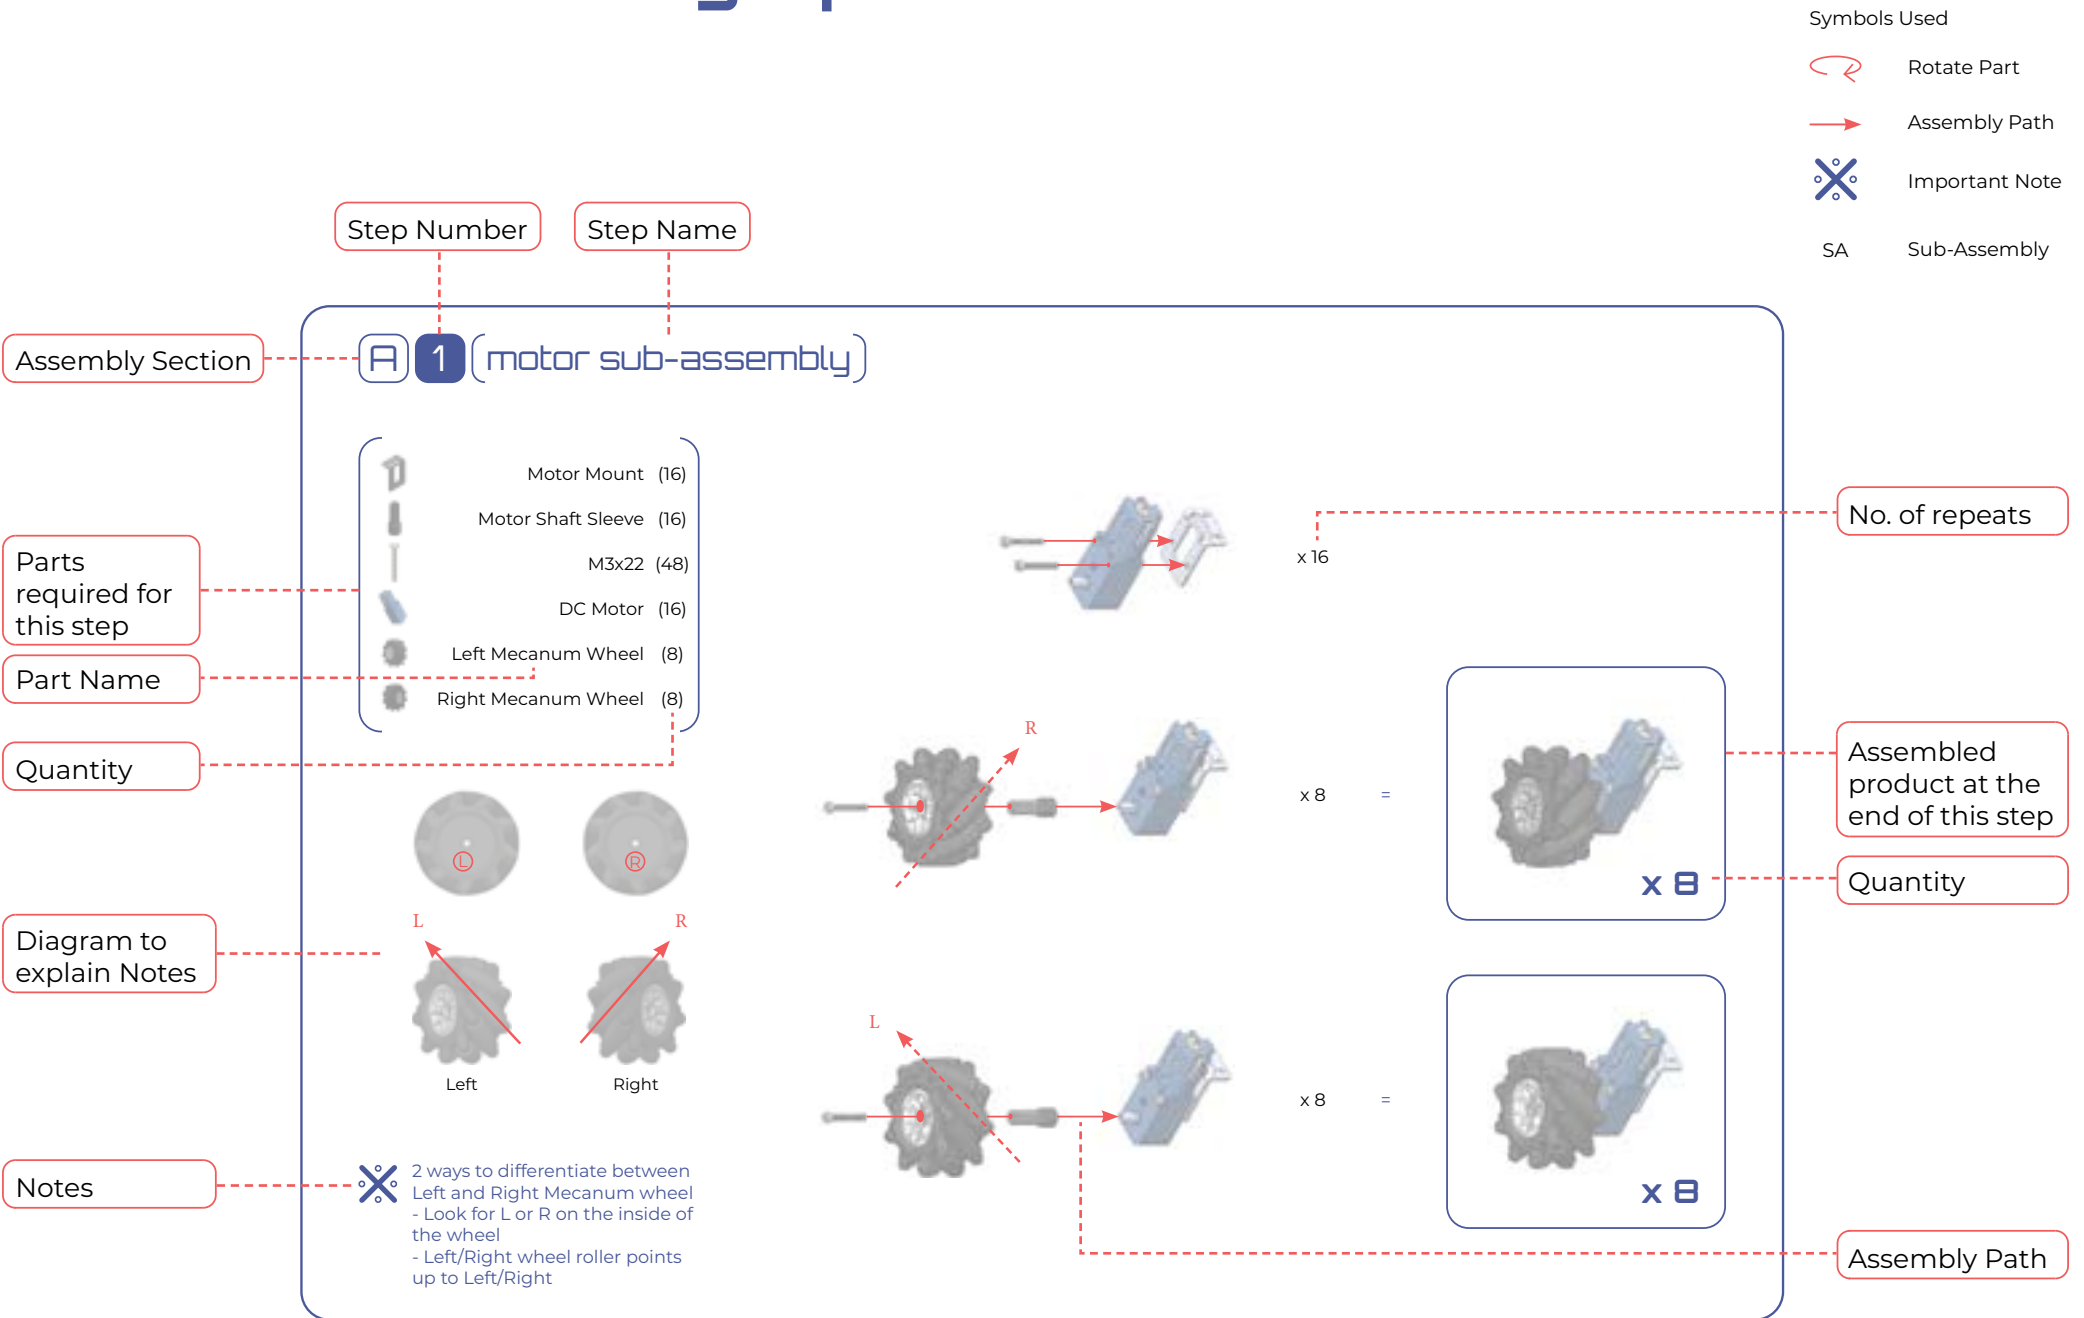 Symbols Used
Rotate Part
Assembly Path
Important Note
SA Sub-Assembly
Step Number
Step Name
Assembly Section
A 1 motor sub-assembly
Motor Mount (16)
Motor Shaft Sleeve (16)
M3x22 (48)
DC Motor (16)
Left Mecanum Wheel (8)
Right Mecanum Wheel (8)
Parts
required for
this step
Part Name
Quantity
L
R
L
R
Left
Right
Diagram to
explain Notes
Notes
2 ways to differentiate between
Left and Right Mecanum wheel
- Look for L or R on the inside of
the wheel
- Left/Right wheel roller points
up to Left/Right
x 16
No. of repeats
R
x 8 =
x 8
Assembled
product at the
end of this step
Quantity
L
x 8 =
x 8
Assembly Path